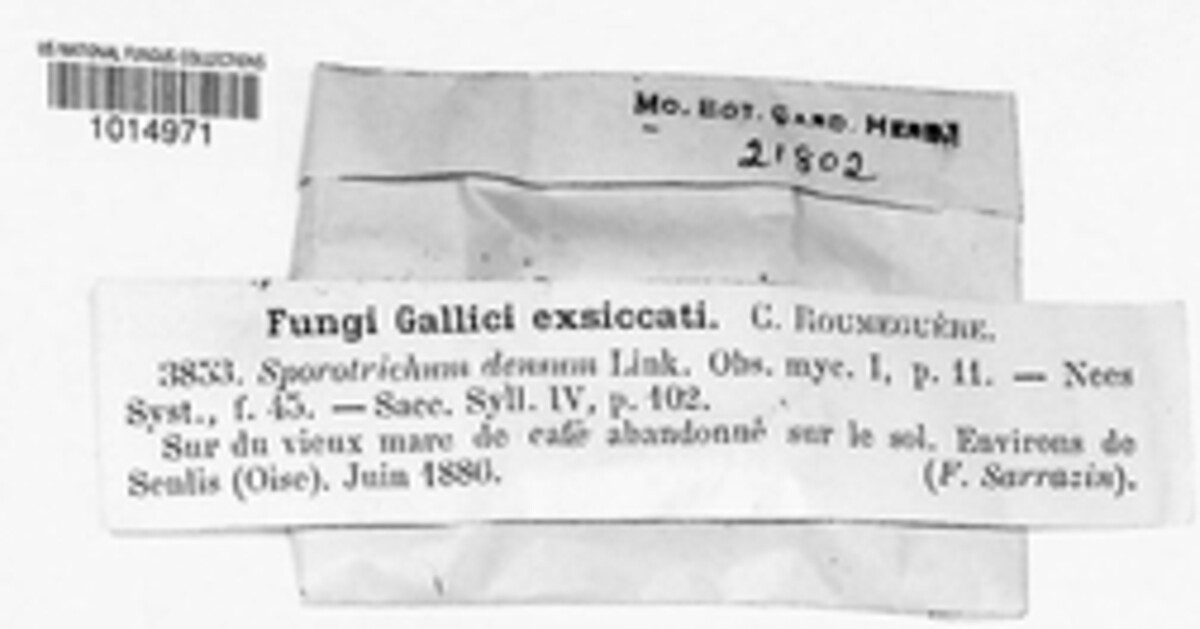 US NATIONAL FUNGUS COLLECTIONS
1014971
MO. BOT. GARD. HERB.
21802
Fungi Gallici exsiccati. C. ROUMEGUÈRE.
3853. Sporotrichum densum Link. Obs. myc. I, p. 11. — Nees
Syst., f. 45. — Sacc. Syll. IV, p. 102.
Sur du vieux marc de café abandonné sur le sol. Environs de
Senlis (Oise). Juin 1886.
(F. Sarrazin).